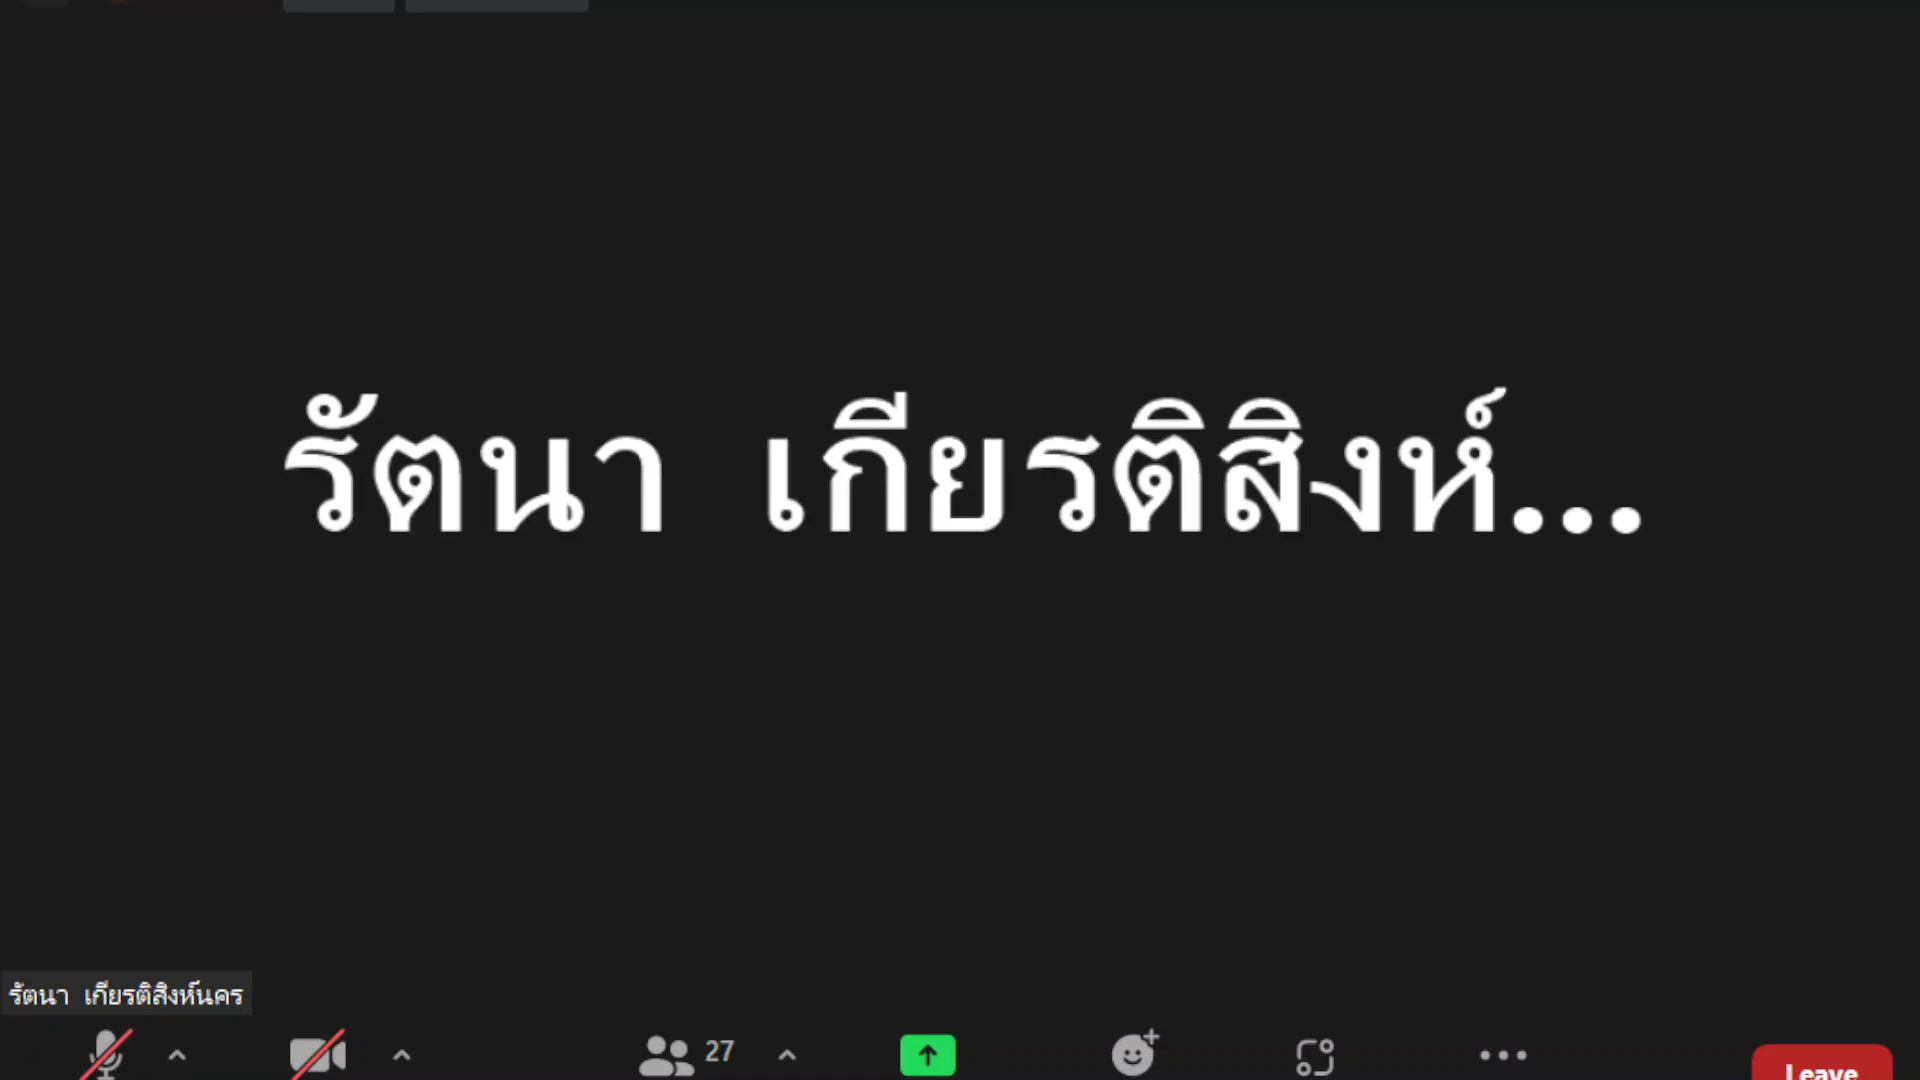 รัตนา เกียรติสิงห์...
รัตนา เกียรติสิงห์นคร
27
Leave